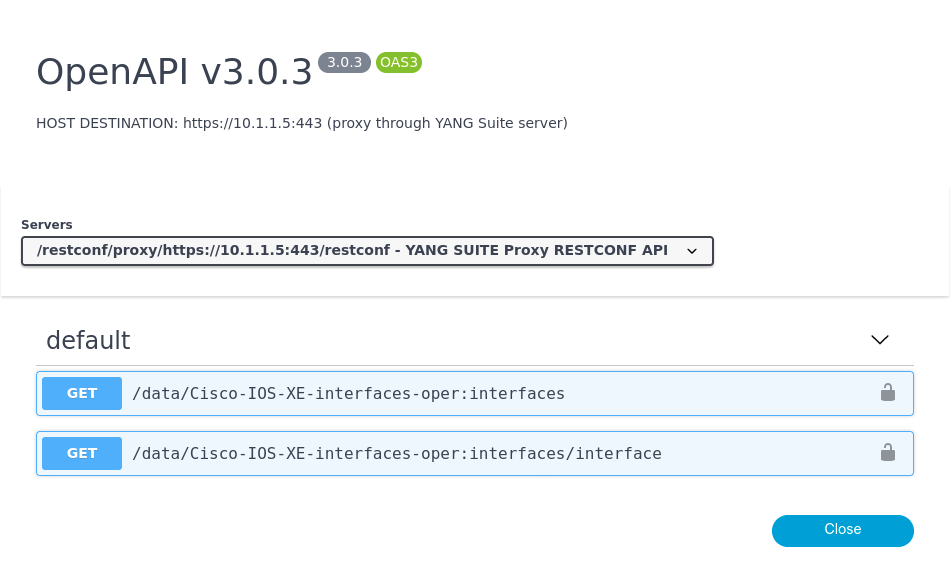 OpenAPI v3.0.3 3.0.3 OAS3
HOST DESTINATION: https://10.1.1.5:443 (proxy through YANG Suite server)
Servers
/restconf/proxy/https://10.1.1.5:443/restconf - YANG SUITE Proxy RESTCONF API
default
GET /data/Cisco-IOS-XE-interfaces-oper:interfaces
GET /data/Cisco-IOS-XE-interfaces-oper:interfaces/interface
Close